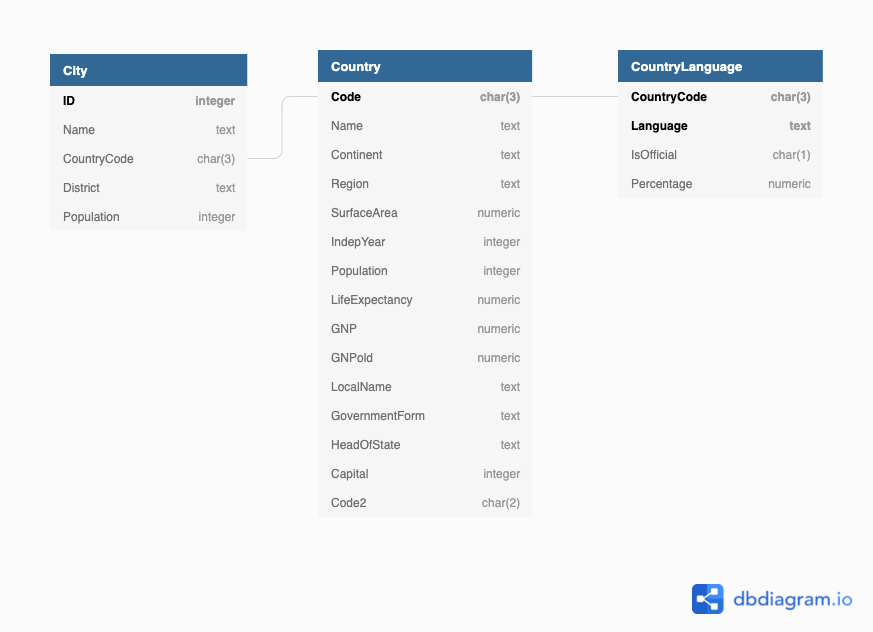 City
ID integer
Name text
CountryCode char(3)
District text
Population integer
Country
Code char(3)
Name text
Continent text
Region text
SurfaceArea numeric
IndepYear integer
Population integer
LifeExpectancy numeric
GNP numeric
GNPold numeric
LocalName text
GovernmentForm text
HeadOfState text
Capital integer
Code2 char(2)
CountryLanguage
CountryCode char(3)
Language text
IsOfficial char(1)
Percentage numeric
dbdiagram.io